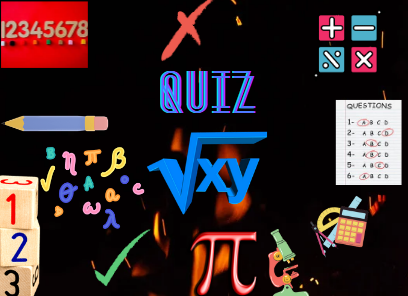 12345678
+ −
×
QUIZ
QUESTIONS
1- A B C D
2- A B C D
3- A B C D
4- A B C D
5- A B C D
6- A B C D
√xy
η π β
θ
ω
λ
1
2
3
π